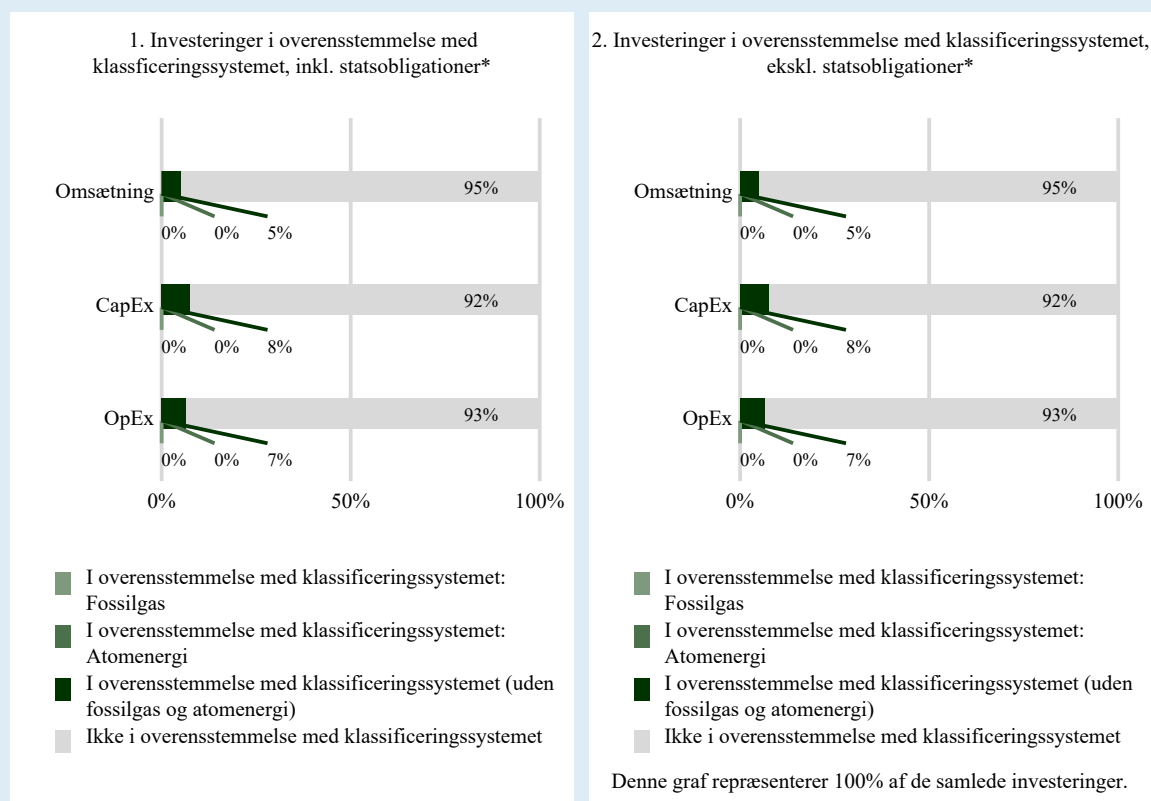 1. Investeringer i overensstemmelse med
klassficeringssystemet, inkl. statsobligationer*
Omsætning
95%
0% 0% 5%
CapEx
92%
0% 0% 8%
OpEx
93%
0% 0% 7%
0% 50% 100%
I overensstemmelse med klassificeringssystemet:
Fossilgas
I overensstemmelse med klassificeringssystemet:
Atomenergi
I overensstemmelse med klassificeringssystemet (uden
fossilgas og atomenergi)
Ikke i overensstemmelse med klassificeringssystemet
2. Investeringer i overensstemmelse med klassificeringssystemet,
ekskl. statsobligationer*
Omsætning
95%
0% 0% 5%
CapEx
92%
0% 0% 8%
OpEx
93%
0% 0% 7%
0% 50% 100%
I overensstemmelse med klassificeringssystemet:
Fossilgas
I overensstemmelse med klassificeringssystemet:
Atomenergi
I overensstemmelse med klassificeringssystemet (uden
fossilgas og atomenergi)
Ikke i overensstemmelse med klassificeringssystemet
Denne graf repræsenterer 100% af de samlede investeringer.